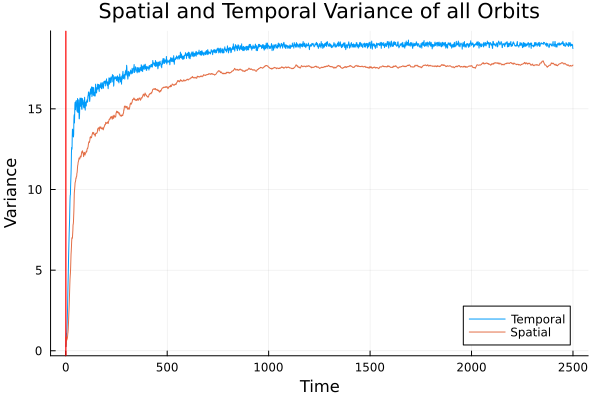 Spatial and Temporal Variance of all Orbits
Variance
15
10
5
0
Temporal
Spatial
0 500 1000 1500 2000 2500
Time